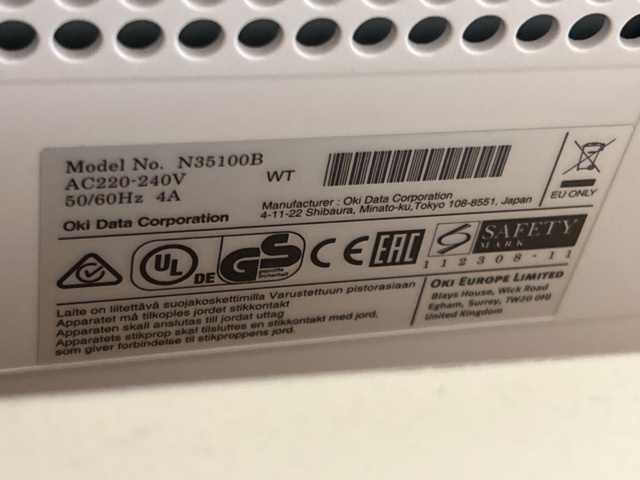 Model No. N35100B
AC220-240V WT
50/60Hz 4A
Oki Data Corporation
Manufacturer : Oki Data Corporation
4-11-22 Shibaura, Minato-ku,Tokyo 108-8551, Japan
EU ONLY
UL DE GS geprüfte Sicherheit CE EAC S SAFETY MARK
112308-11
Laite on liitettävä suojakoskettimilla Varustettuun pistorasiaan
Apparatet må tilkoples jordet stikkontakt
Apparaten skall anslutas till jordat uttag
Apparatets stikprop skal tilsluttes en stikkontakt med jord,
som giver forbindelse til stikproppens jord.
OKI EUROPE LIMITED
Blays House, Wick Road
Egham, Surrey, TW20 0HJ
United Kingdom